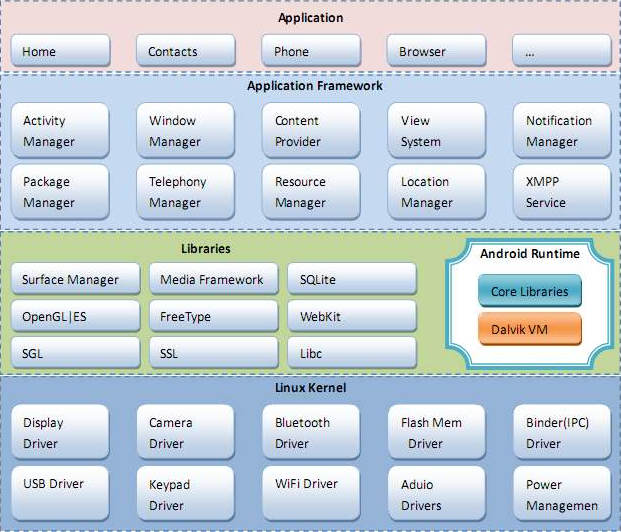 Application
Home
Contacts
Phone
Browser
...
Application Framework
Activity
Manager
Window
Manager
Content
Provider
View
System
Notification
Manager
Package
Manager
Telephony
Manager
Resource
Manager
Location
Manager
XMPP
Service
Libraries
Surface Manager
Media Framework
SQLite
OpenGL|ES
FreeType
WebKit
SGL
SSL
Libc
Android Runtime
Core Libraries
Dalvik VM
Linux Kernel
Display
Driver
Camera
Driver
Bluetooth
Driver
Flash Mem
Driver
Binder(IPC)
Driver
USB Driver
Keypad
Driver
WiFi Driver
Aduio
Drivers
Power
Managemen